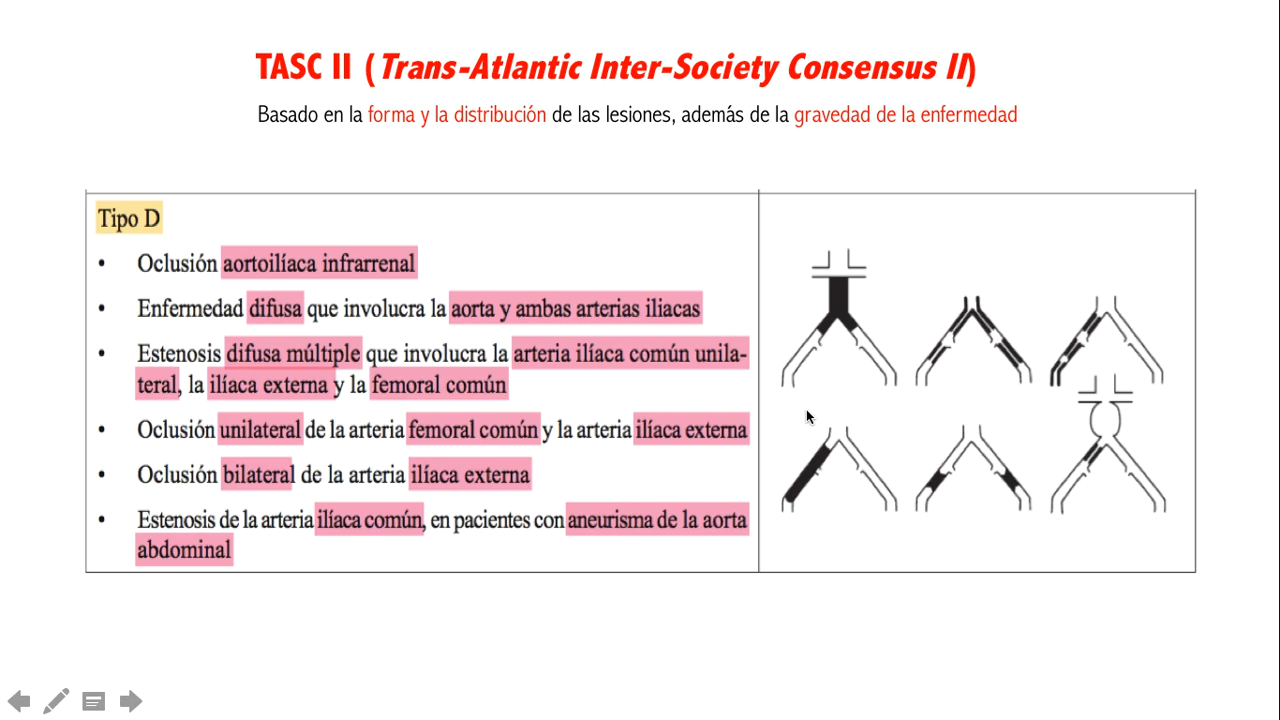 TASC II (Trans-Atlantic Inter-Society Consensus II)
Basado en la forma y la distribución de las lesiones, además de la gravedad de la enfermedad
Tipo D
• Oclusión aortoilíaca infrarrenal
• Enfermedad difusa que involucra la aorta y ambas arterias iliacas
• Estenosis difusa múltiple que involucra la arteria ilíaca común unila-
teral, la ilíaca externa y la femoral común
• Oclusión unilateral de la arteria femoral común y la arteria ilíaca externa
• Oclusión bilateral de la arteria ilíaca externa
• Estenosis de la arteria ilíaca común, en pacientes con aneurisma de la aorta
abdominal